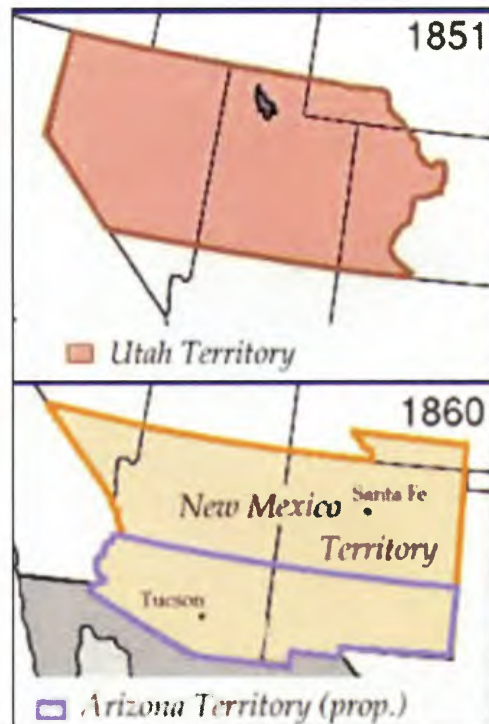 1851
Utah Territory
1860
Santa Fe
New Mexico
Territory
Tucson
Arizona Territory (prop.)